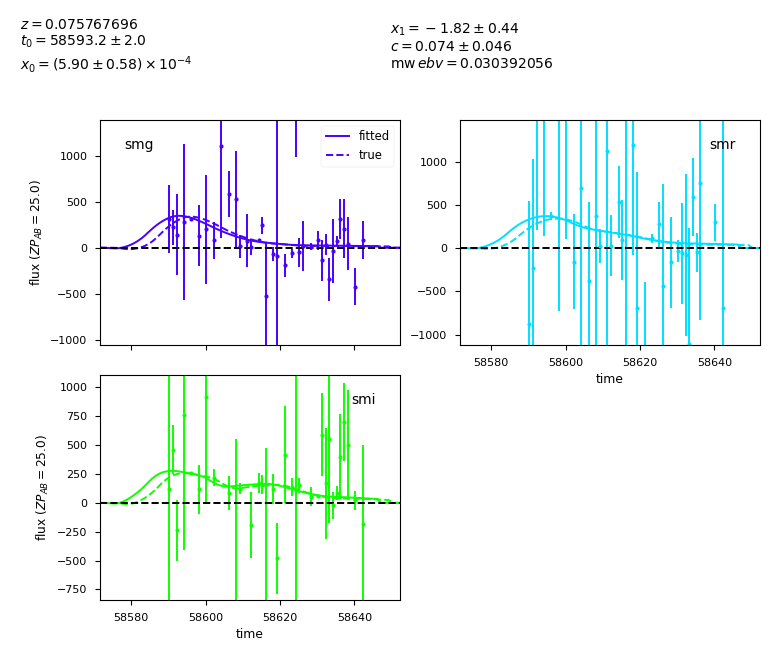 z = 0.075767696
t₀ = 58593.2 ± 2.0
x₀ = (5.90 ± 0.58) × 10⁻⁴
x₁ = −1.82 ± 0.44
c = 0.074 ± 0.046
mw ebv = 0.030392056
smg
fitted
true
1000
500
0
−500
−1000
flux (ZP_AB = 25.0)
smr
1000
500
0
−500
−1000
58580 58600 58620 58640
time
smi
1000
750
500
250
0
−250
−500
−750
flux (ZP_AB = 25.0)
58580 58600 58620 58640
time